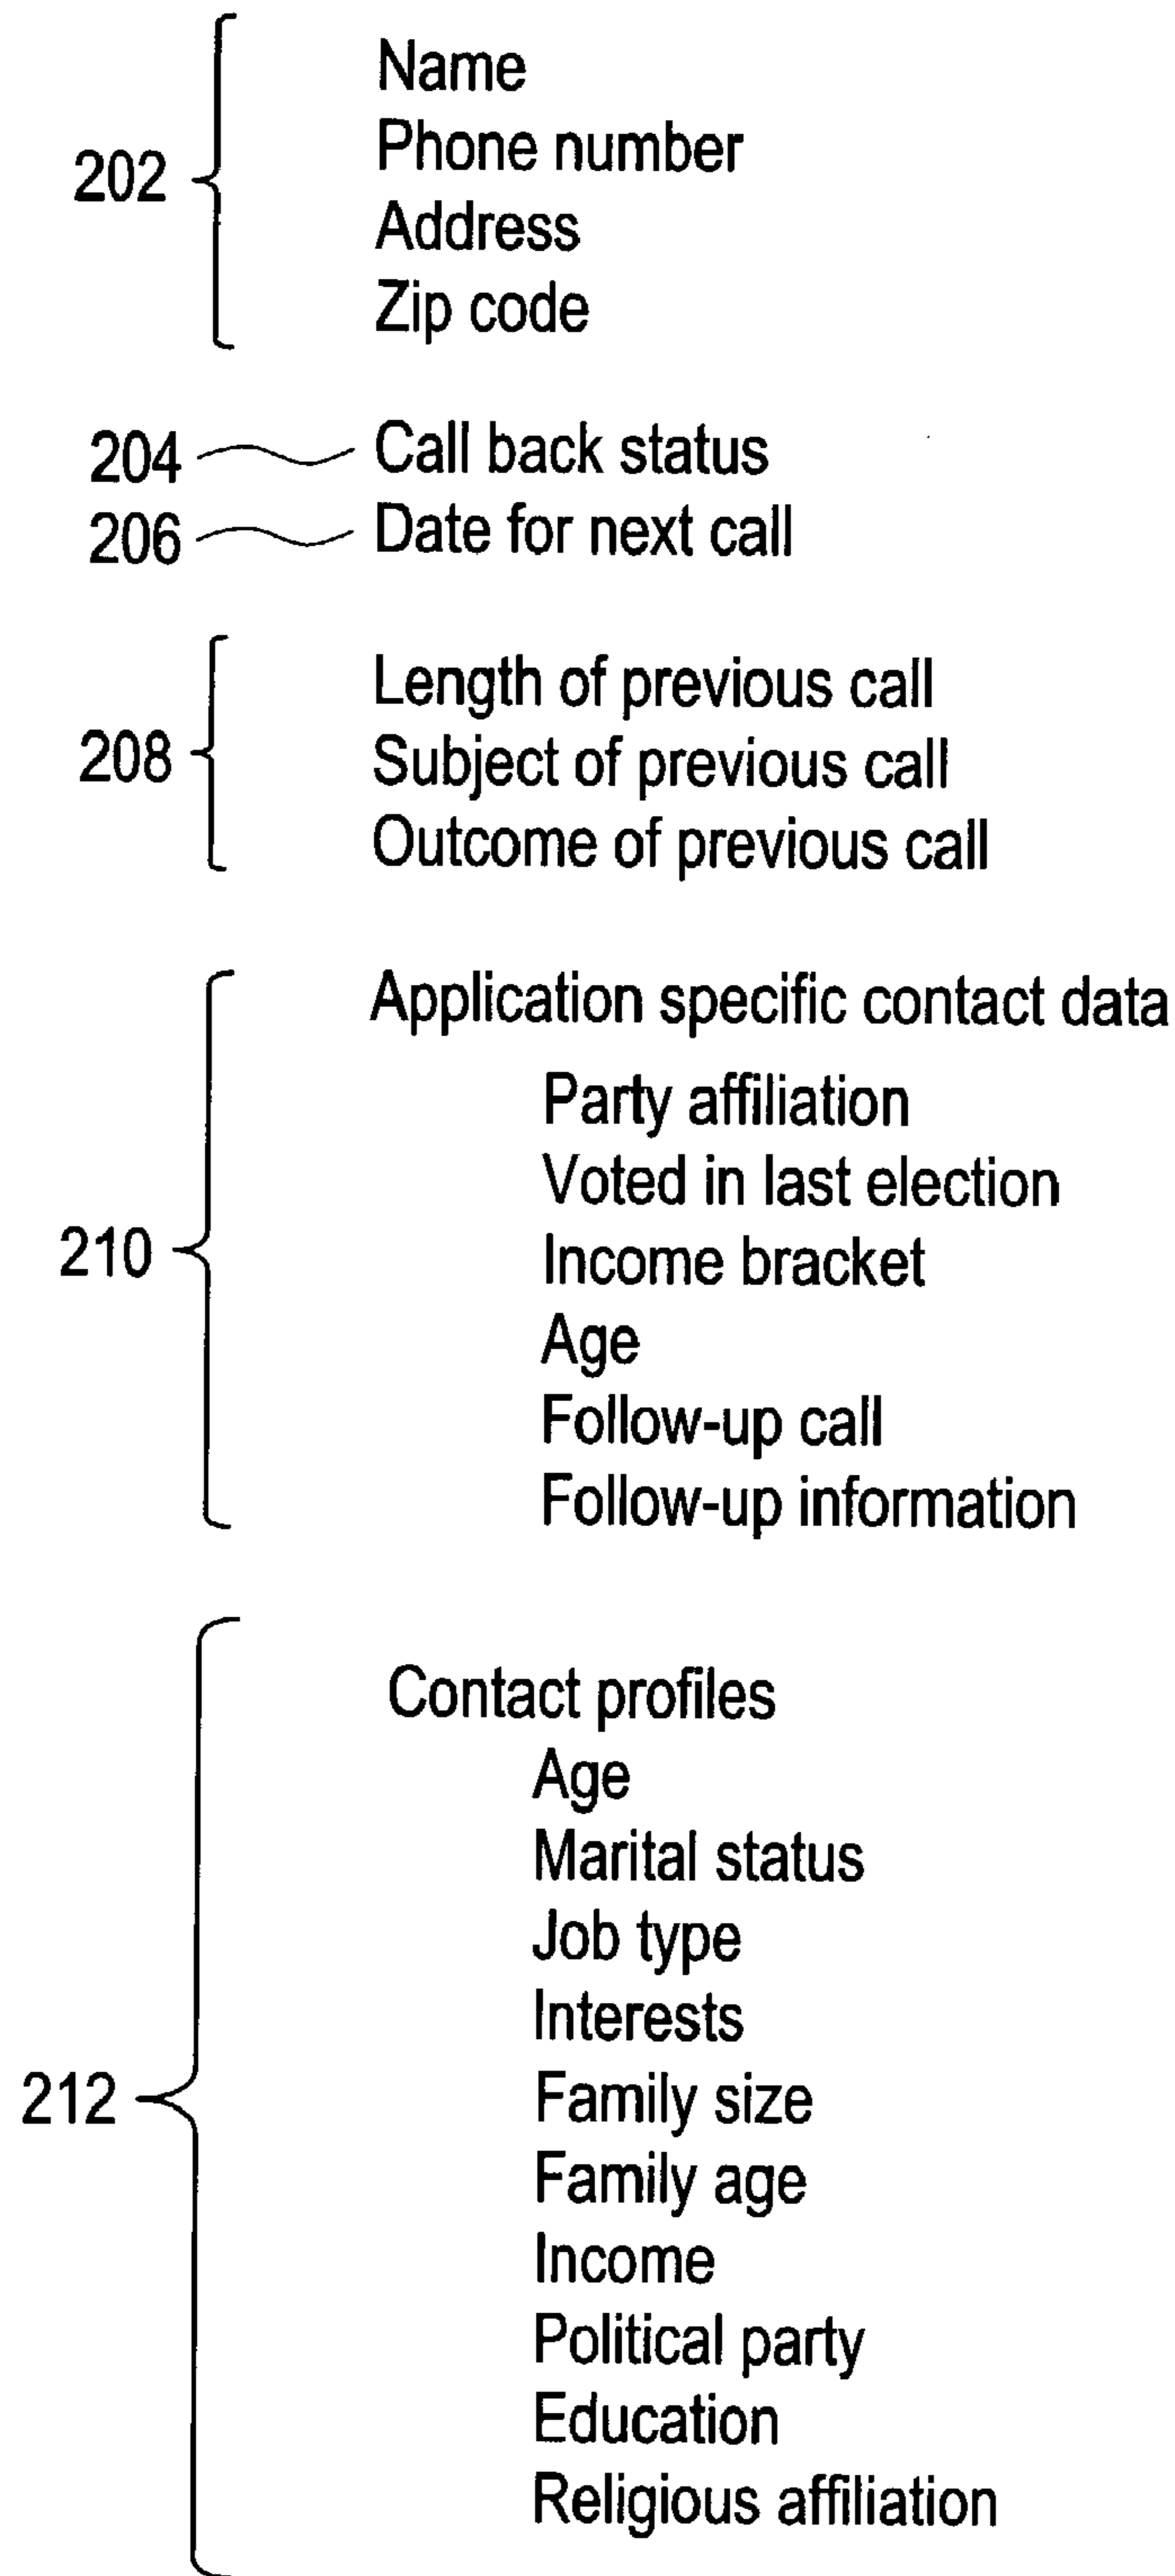 Name
Phone number
202
Address
Zip code
204 Call back status
206 Date for next call
Length of previous call
208 Subject of previous call
Outcome of previous call
Application specific contact data
Party affiliation
Voted in last election
210 Income bracket
Age
Follow-up call
Follow-up information
Contact profiles
Age
Marital status
Job type
Interests
212 Family size
Family age
Income
Political party
Education
Religious affiliation